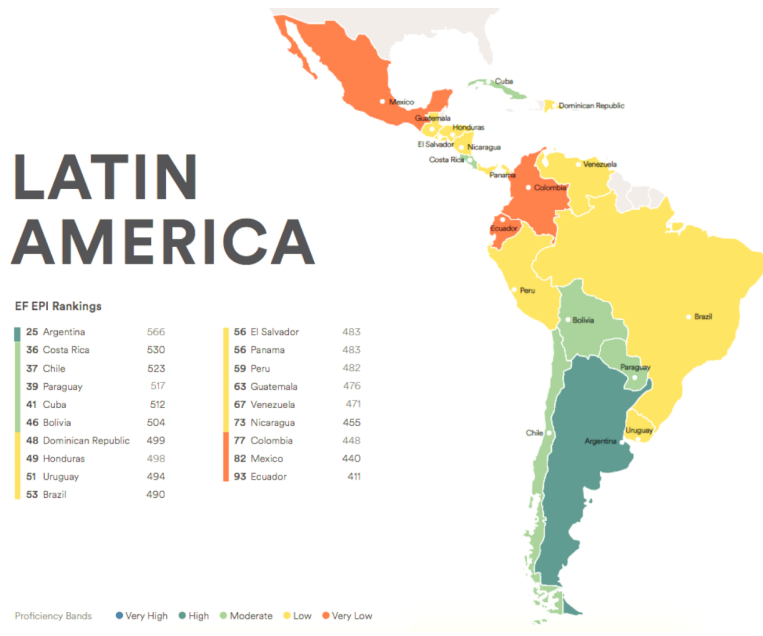 LATIN
AMERICA
EF EPI Rankings
25 Argentina 566
36 Costa Rica 530
37 Chile 523
39 Paraguay 517
41 Cuba 512
46 Bolivia 504
48 Dominican Republic 499
49 Honduras 498
51 Uruguay 494
53 Brazil 490
56 El Salvador 483
56 Panama 483
59 Peru 482
63 Guatemala 476
67 Venezuela 471
73 Nicaragua 455
77 Colombia 448
82 Mexico 440
93 Ecuador 411
Cuba
Mexico
Dominican Republic
Guatemala
Honduras
El Salvador
Nicaragua
Costa Rica
Panama
Venezuela
Colombia
Ecuador
Peru
Brazil
Bolivia
Paraguay
Chile
Uruguay
Argentina
Proficiency Bands Very High High Moderate Low Very Low